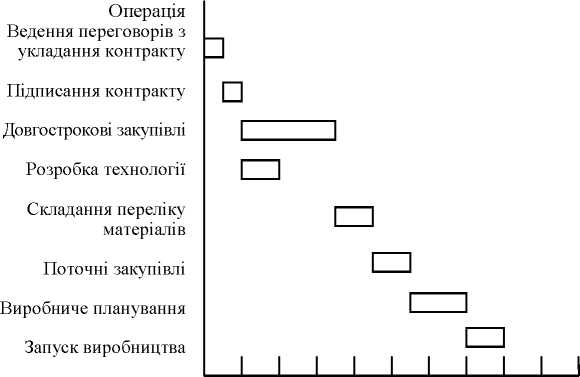 Операція
Ведення переговорів з
укладання контракту
Підписання контракту
Довгострокові закупівлі
Розробка технології
Складання переліку
матеріалів
Поточні закупівлі
Виробниче планування
Запуск виробництва